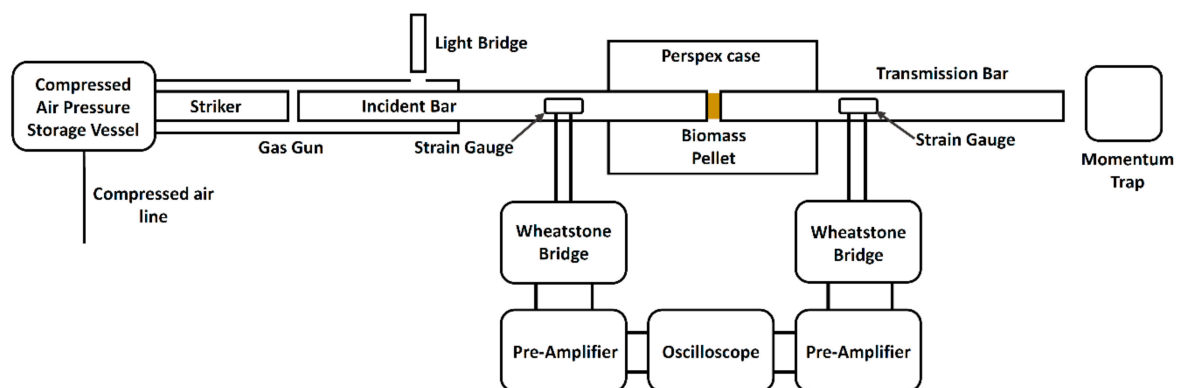 Light Bridge
Perspex case
Transmission Bar
Compressed
Air Pressure
Storage Vessel
Striker
Incident Bar
Gas Gun
Strain Gauge
Biomass
Pellet
Strain Gauge
Momentum
Trap
Compressed air
line
Wheatstone
Bridge
Wheatstone
Bridge
Pre-Amplifier
Oscilloscope
Pre-Amplifier